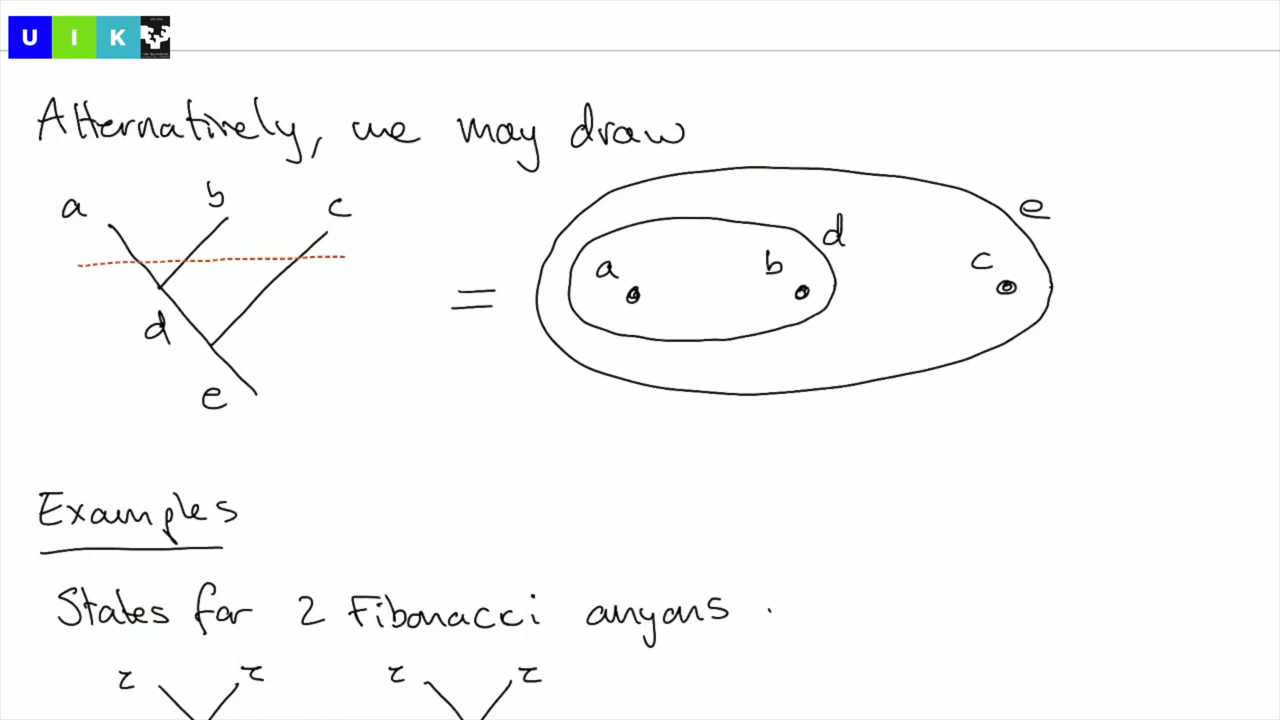 U I K
Alternatively, we may draw
a b c
d
e
=
a b d c e
Examples
States for 2 Fibonacci anyons .
τ τ τ τ